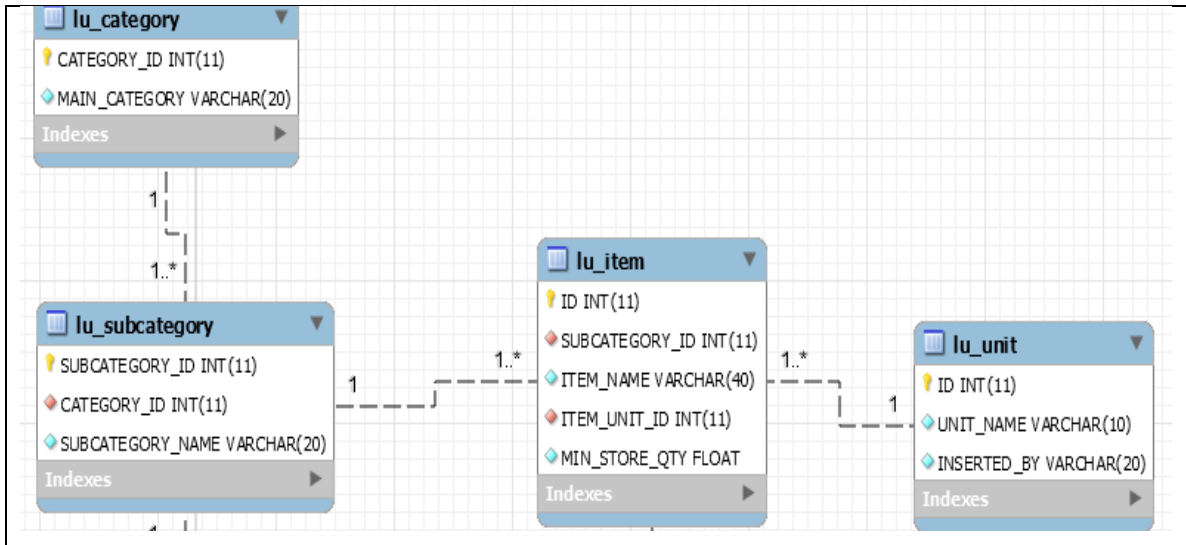 lu_category
CATEGORY_ID INT(11)
MAIN_CATEGORY VARCHAR(20)
Indexes
1
1..*
lu_subcategory
SUBCATEGORY_ID INT(11)
CATEGORY_ID INT(11)
SUBCATEGORY_NAME VARCHAR(20)
Indexes
1
1..*
lu_item
ID INT(11)
SUBCATEGORY_ID INT(11)
ITEM_NAME VARCHAR(40)
ITEM_UNIT_ID INT(11)
MIN_STORE_QTY FLOAT
Indexes
1..*
1
lu_unit
ID INT(11)
UNIT_NAME VARCHAR(10)
INSERTED_BY VARCHAR(20)
Indexes